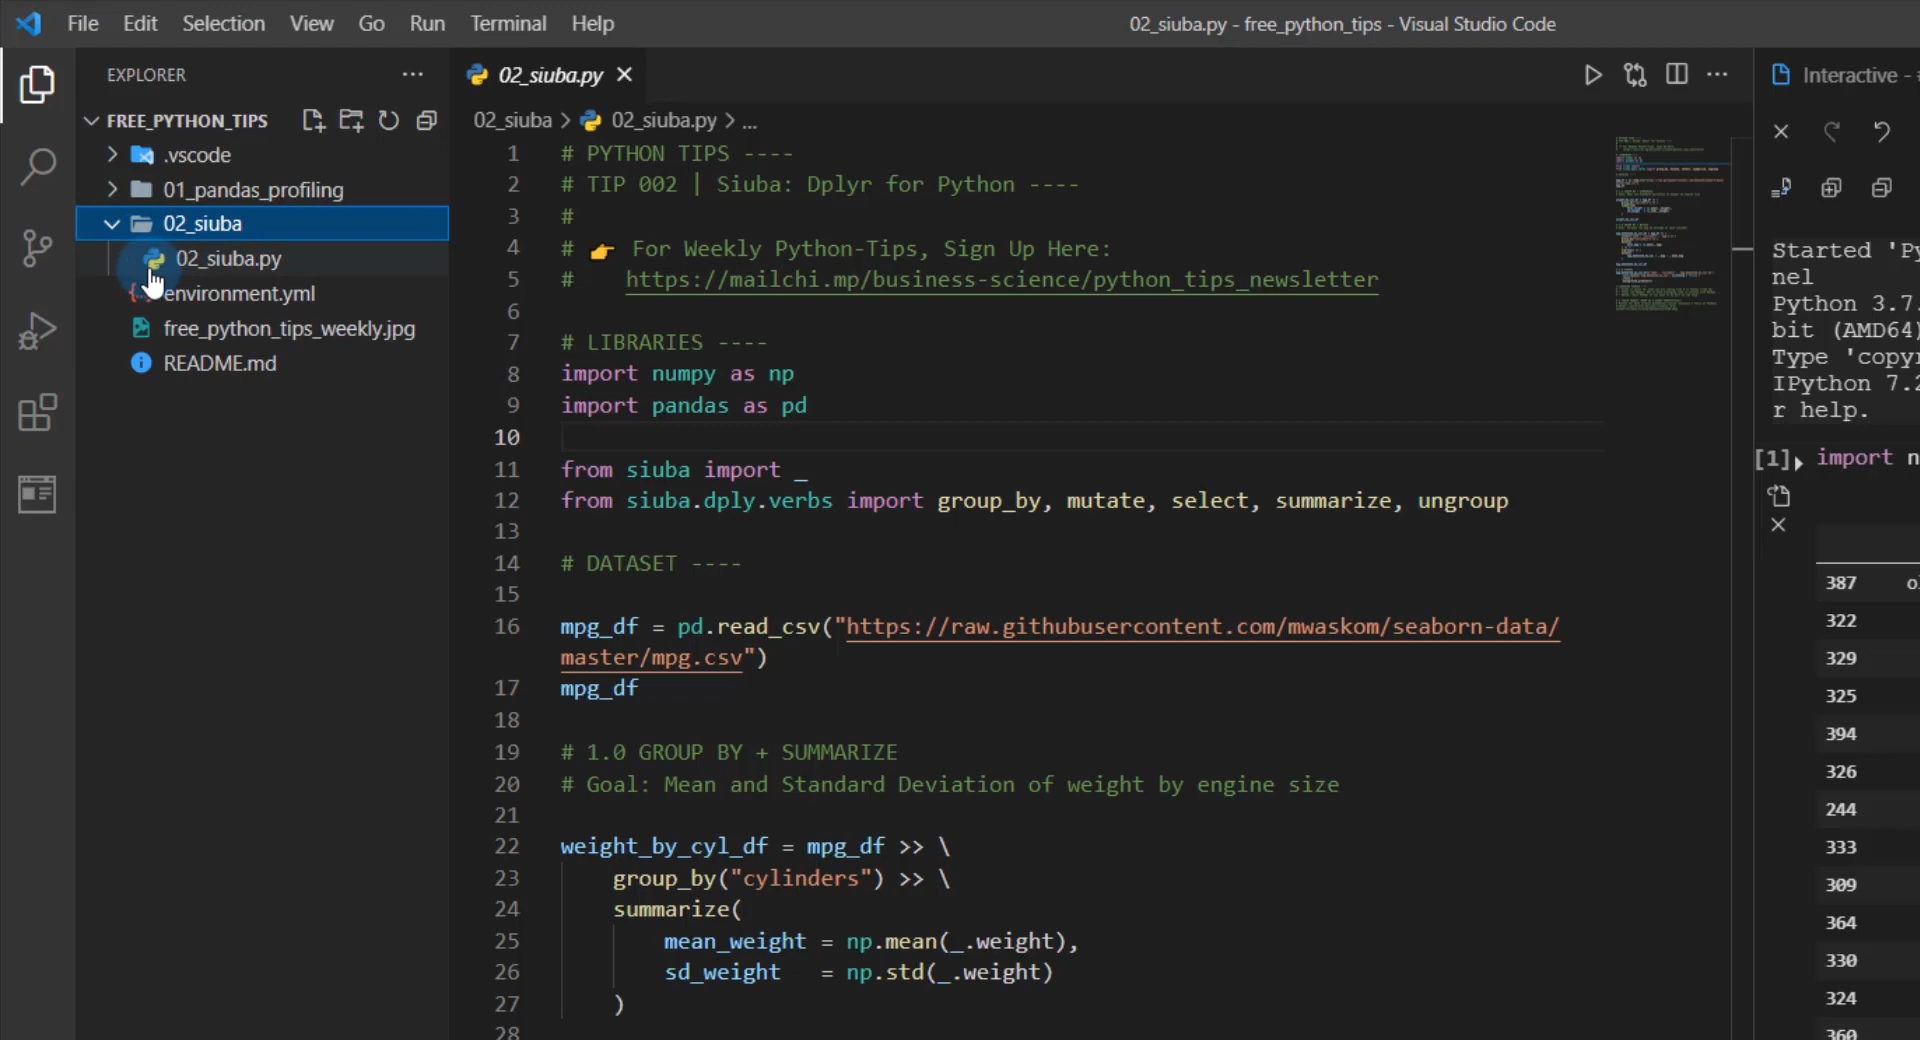 File Edit Selection View Go Run Terminal Help
02_siuba.py - free_python_tips - Visual Studio Code
EXPLORER
FREE_PYTHON_TIPS
.vscode
01_pandas_profiling
02_siuba
02_siuba.py
environment.yml
free_python_tips_weekly.jpg
README.md
02_siuba.py
02_siuba > 02_siuba.py > ...
1 # PYTHON TIPS ----
2 # TIP 002 | Siuba: Dplyr for Python ----
3 #
4 # 👉 For Weekly Python-Tips, Sign Up Here:
5 # https://mailchi.mp/business-science/python_tips_newsletter
6
7 # LIBRARIES ----
8 import numpy as np
9 import pandas as pd
10
11 from siuba import _
12 from siuba.dply.verbs import group_by, mutate, select, summarize, ungroup
13
14 # DATASET ----
15
16 mpg_df = pd.read_csv("https://raw.githubusercontent.com/mwaskom/seaborn-data/
master/mpg.csv")
17 mpg_df
18
19 # 1.0 GROUP BY + SUMMARIZE
20 # Goal: Mean and Standard Deviation of weight by engine size
21
22 weight_by_cyl_df = mpg_df >> \
23 group_by("cylinders") >> \
24 summarize(
25 mean_weight = np.mean(_.weight),
26 sd_weight   = np.std(_.weight)
27 )
28
Interactive -
Started 'Py
nel
Python 3.7.
bit (AMD64)
Type 'copyr
IPython 7.2
r help.
[1] import n
387
322
329
325
394
326
244
333
309
364
330
324
360